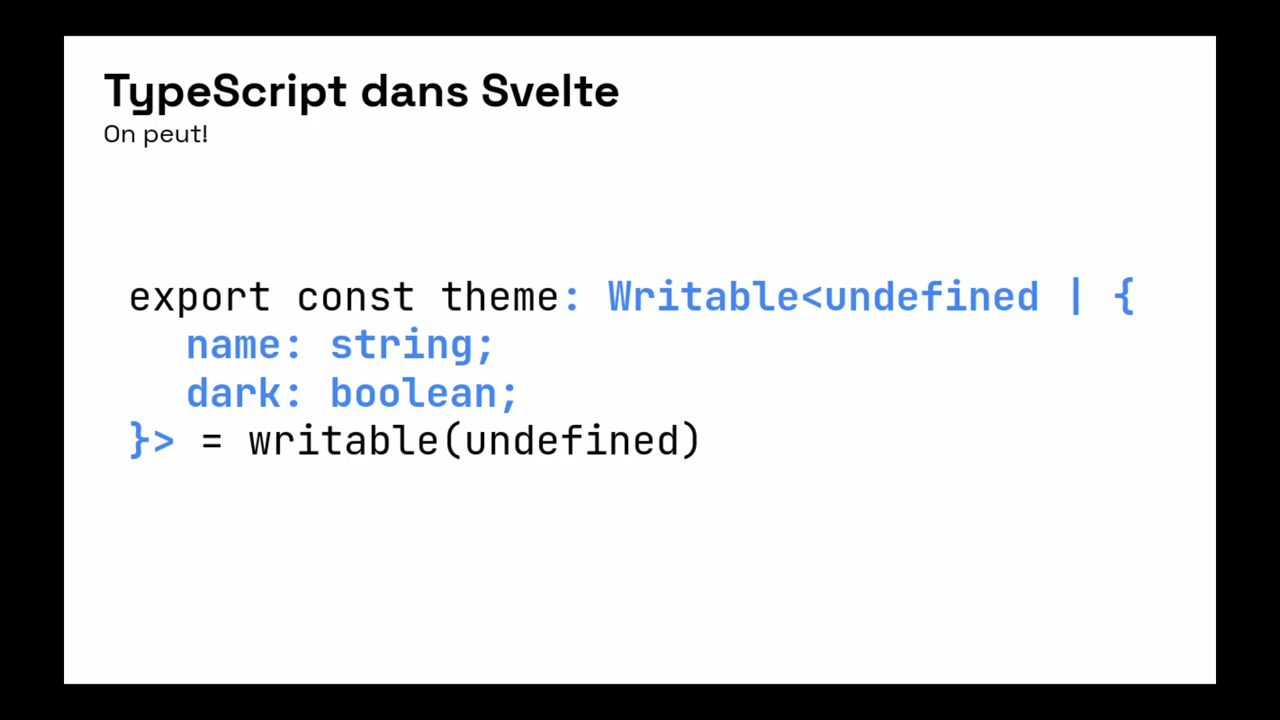 TypeScript dans Svelte
On peut!
export const theme: Writable<undefined | {
name: string;
dark: boolean;
}> = writable(undefined)